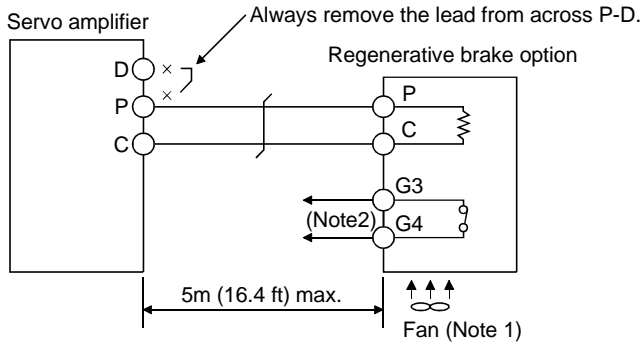 Always remove the lead from across P-D.
Servo amplifier
Regenerative brake option
D
P
P
C
C
G3
(Note2)
G4
5m (16.4 ft) max.
Fan (Note 1)